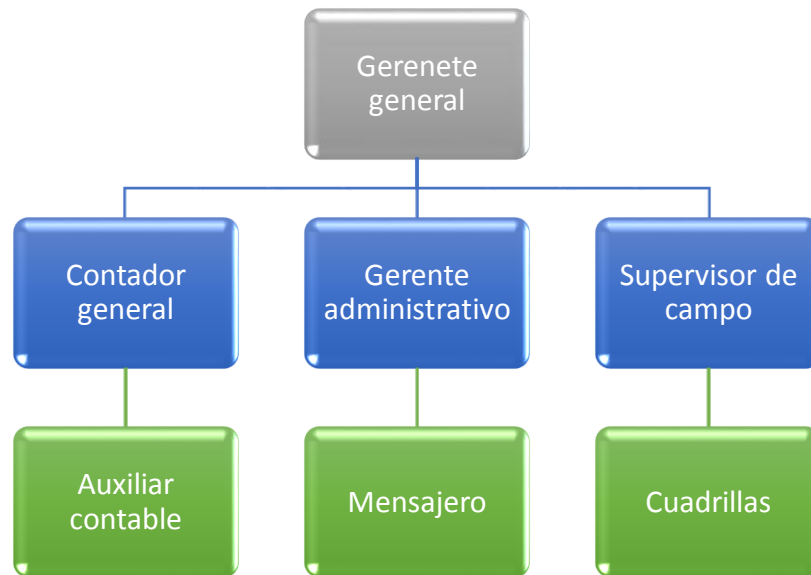 Gerenete
general
Contador
general
Gerente
administrativo
Supervisor de
campo
Auxiliar
contable
Mensajero
Cuadrillas